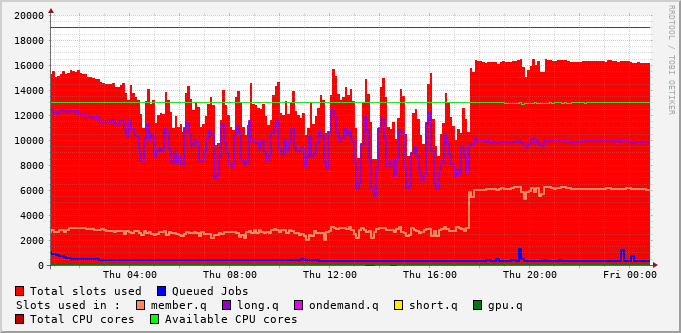 20000
18000
16000
14000
12000
10000
8000
6000
4000
2000
0
Thu 04:00 Thu 08:00 Thu 12:00 Thu 16:00 Thu 20:00 Fri 00:00
Total slots used Queued Jobs
Slots used in : member.q long.q ondemand.q short.q gpu.q
Total CPU cores Available CPU cores
RRDTOOL / TOBI OETIKER